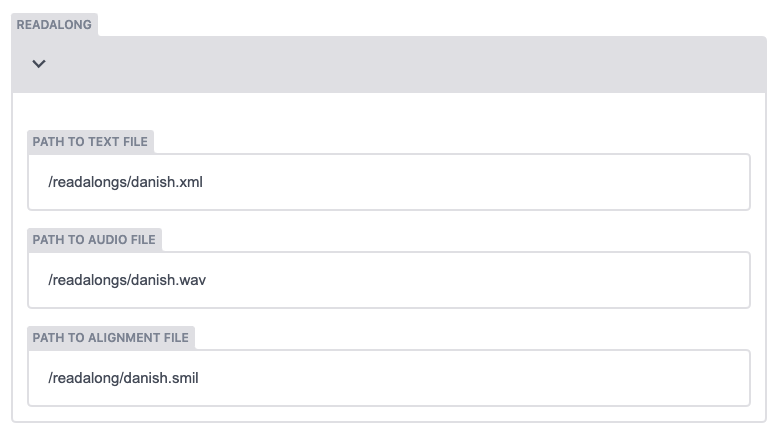 READALONG
PATH TO TEXT FILE
/readalongs/danish.xml
PATH TO AUDIO FILE
/readalongs/danish.wav
PATH TO ALIGNMENT FILE
/readalong/danish.smil